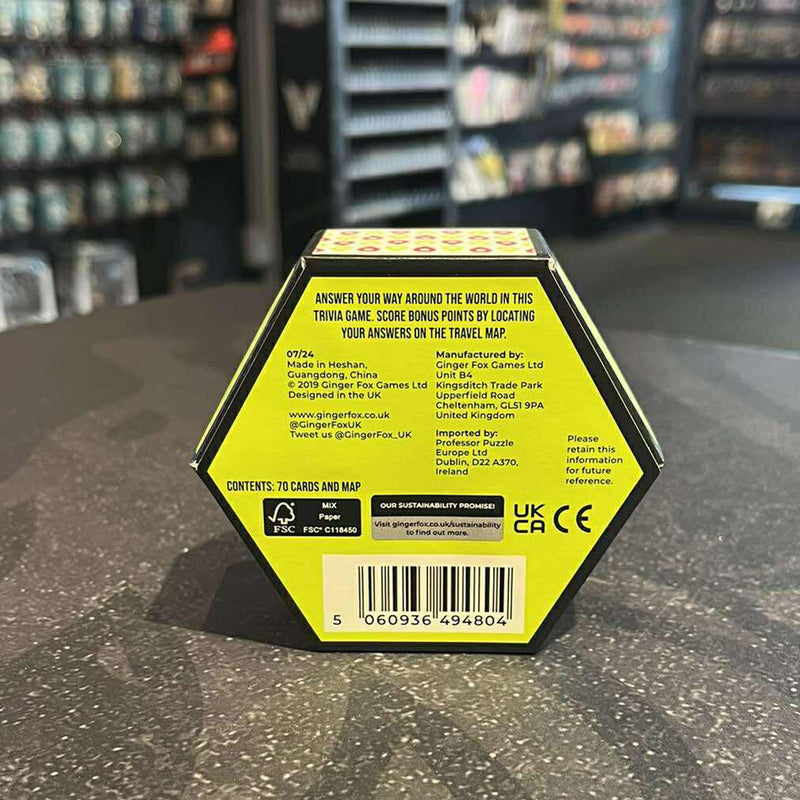 ANSWER YOUR WAY AROUND THE WORLD IN THIS
TRIVIA GAME. SCORE BONUS POINTS BY LOCATING
YOUR ANSWERS ON THE TRAVEL MAP.
07/24
Made in Heshan,
Guangdong, China
© 2019 Ginger Fox Games Ltd
Designed in the UK
www.gingerfox.co.uk
@GingerFoxUK
Tweet us @GingerFox_UK
Manufactured by:
Ginger Fox Games Ltd
Unit B4
Kingsditch Trade Park
Upperfield Road
Cheltenham, GL51 9PA
United Kingdom
Imported by:
Professor Puzzle
Europe Ltd
Dublin, D22 A370,
Ireland
Please
retain this
information
for future
reference.
CONTENTS: 70 CARDS AND MAP
FSC
MIX
Paper
FSC® C118450
OUR SUSTAINABILITY PROMISE!
Visit gingerfox.co.uk/sustainability
to find out more.
UK
CA
CE
5 060936 494804